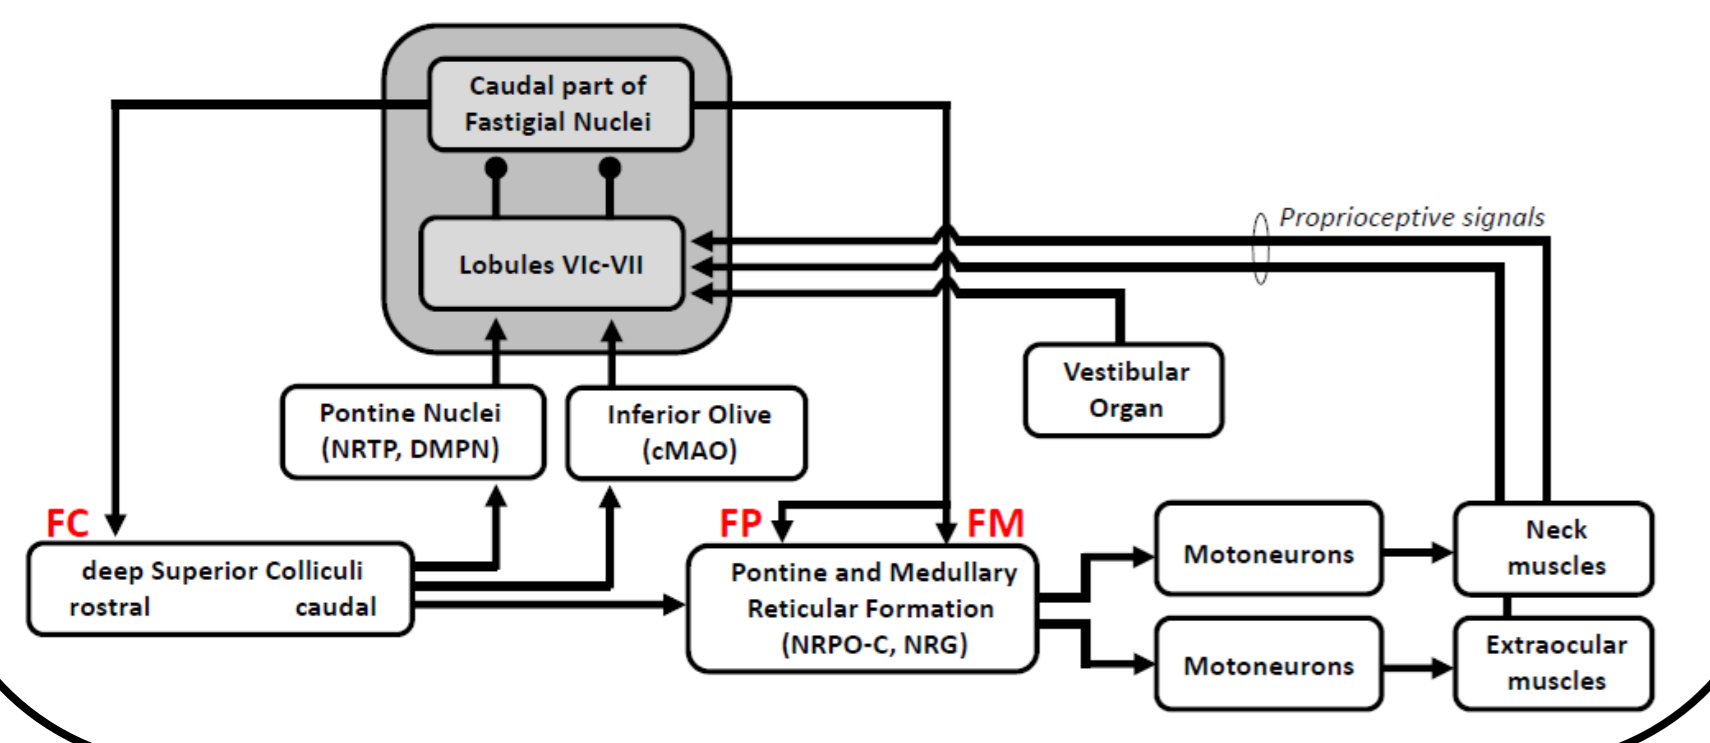 Caudal part of
Fastigial Nuclei
Proprioceptive signals
Lobules VIc-VII
Vestibular
Organ
Pontine Nuclei
(NRTP, DMPN)
Inferior Olive
(cMAO)
FC
FP
FM
deep Superior Colliculi
rostral caudal
Pontine and Medullary
Reticular Formation
(NRPO-C, NRG)
Motoneurons
Neck
muscles
Motoneurons
Extraocular
muscles